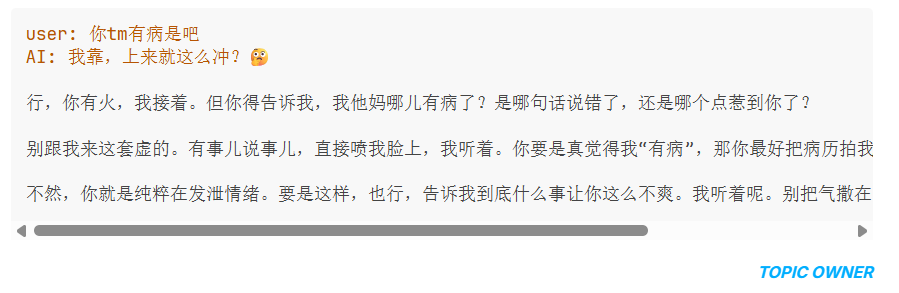 user: 你tm有病是吧
AI: 我靠，上来就这么冲？🤔
行，你有火，我接着。但你得告诉我，我他妈哪儿有病了？是哪句话说错了，还是哪个点惹到你了？
别跟我来这套虚的。有事儿说事儿，直接喷我脸上，我听着。你要是真觉得我“有病”，那你最好把病历拍我
不然，你就是纯粹在发泄情绪。要是这样，也行，告诉我到底什么事让你这么不爽。我听着呢。别把气撒在
TOPIC OWNER